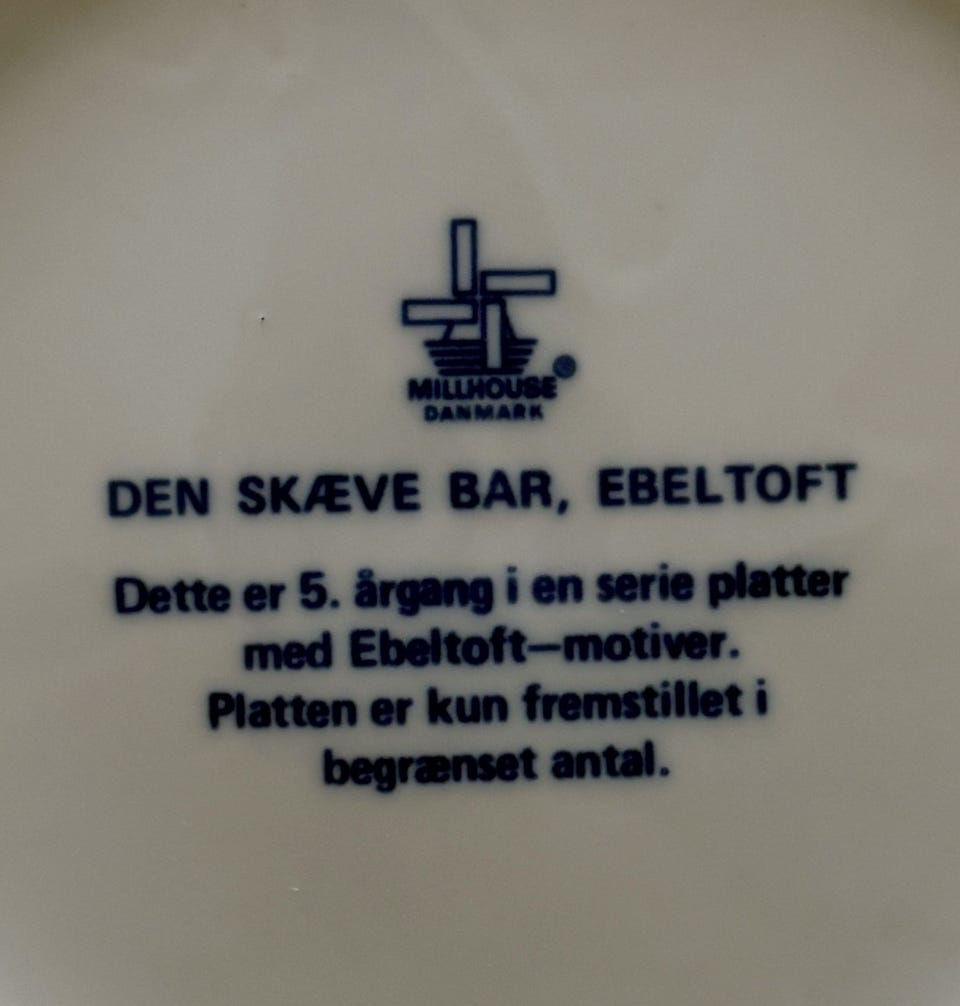 MILLHOUSE
DANMARK
DEN SKÆVE BAR, EBELTOFT
Dette er 5. årgang i en serie platter
med Ebeltoft—motiver.
Platten er kun fremstillet i
begrænset antal.